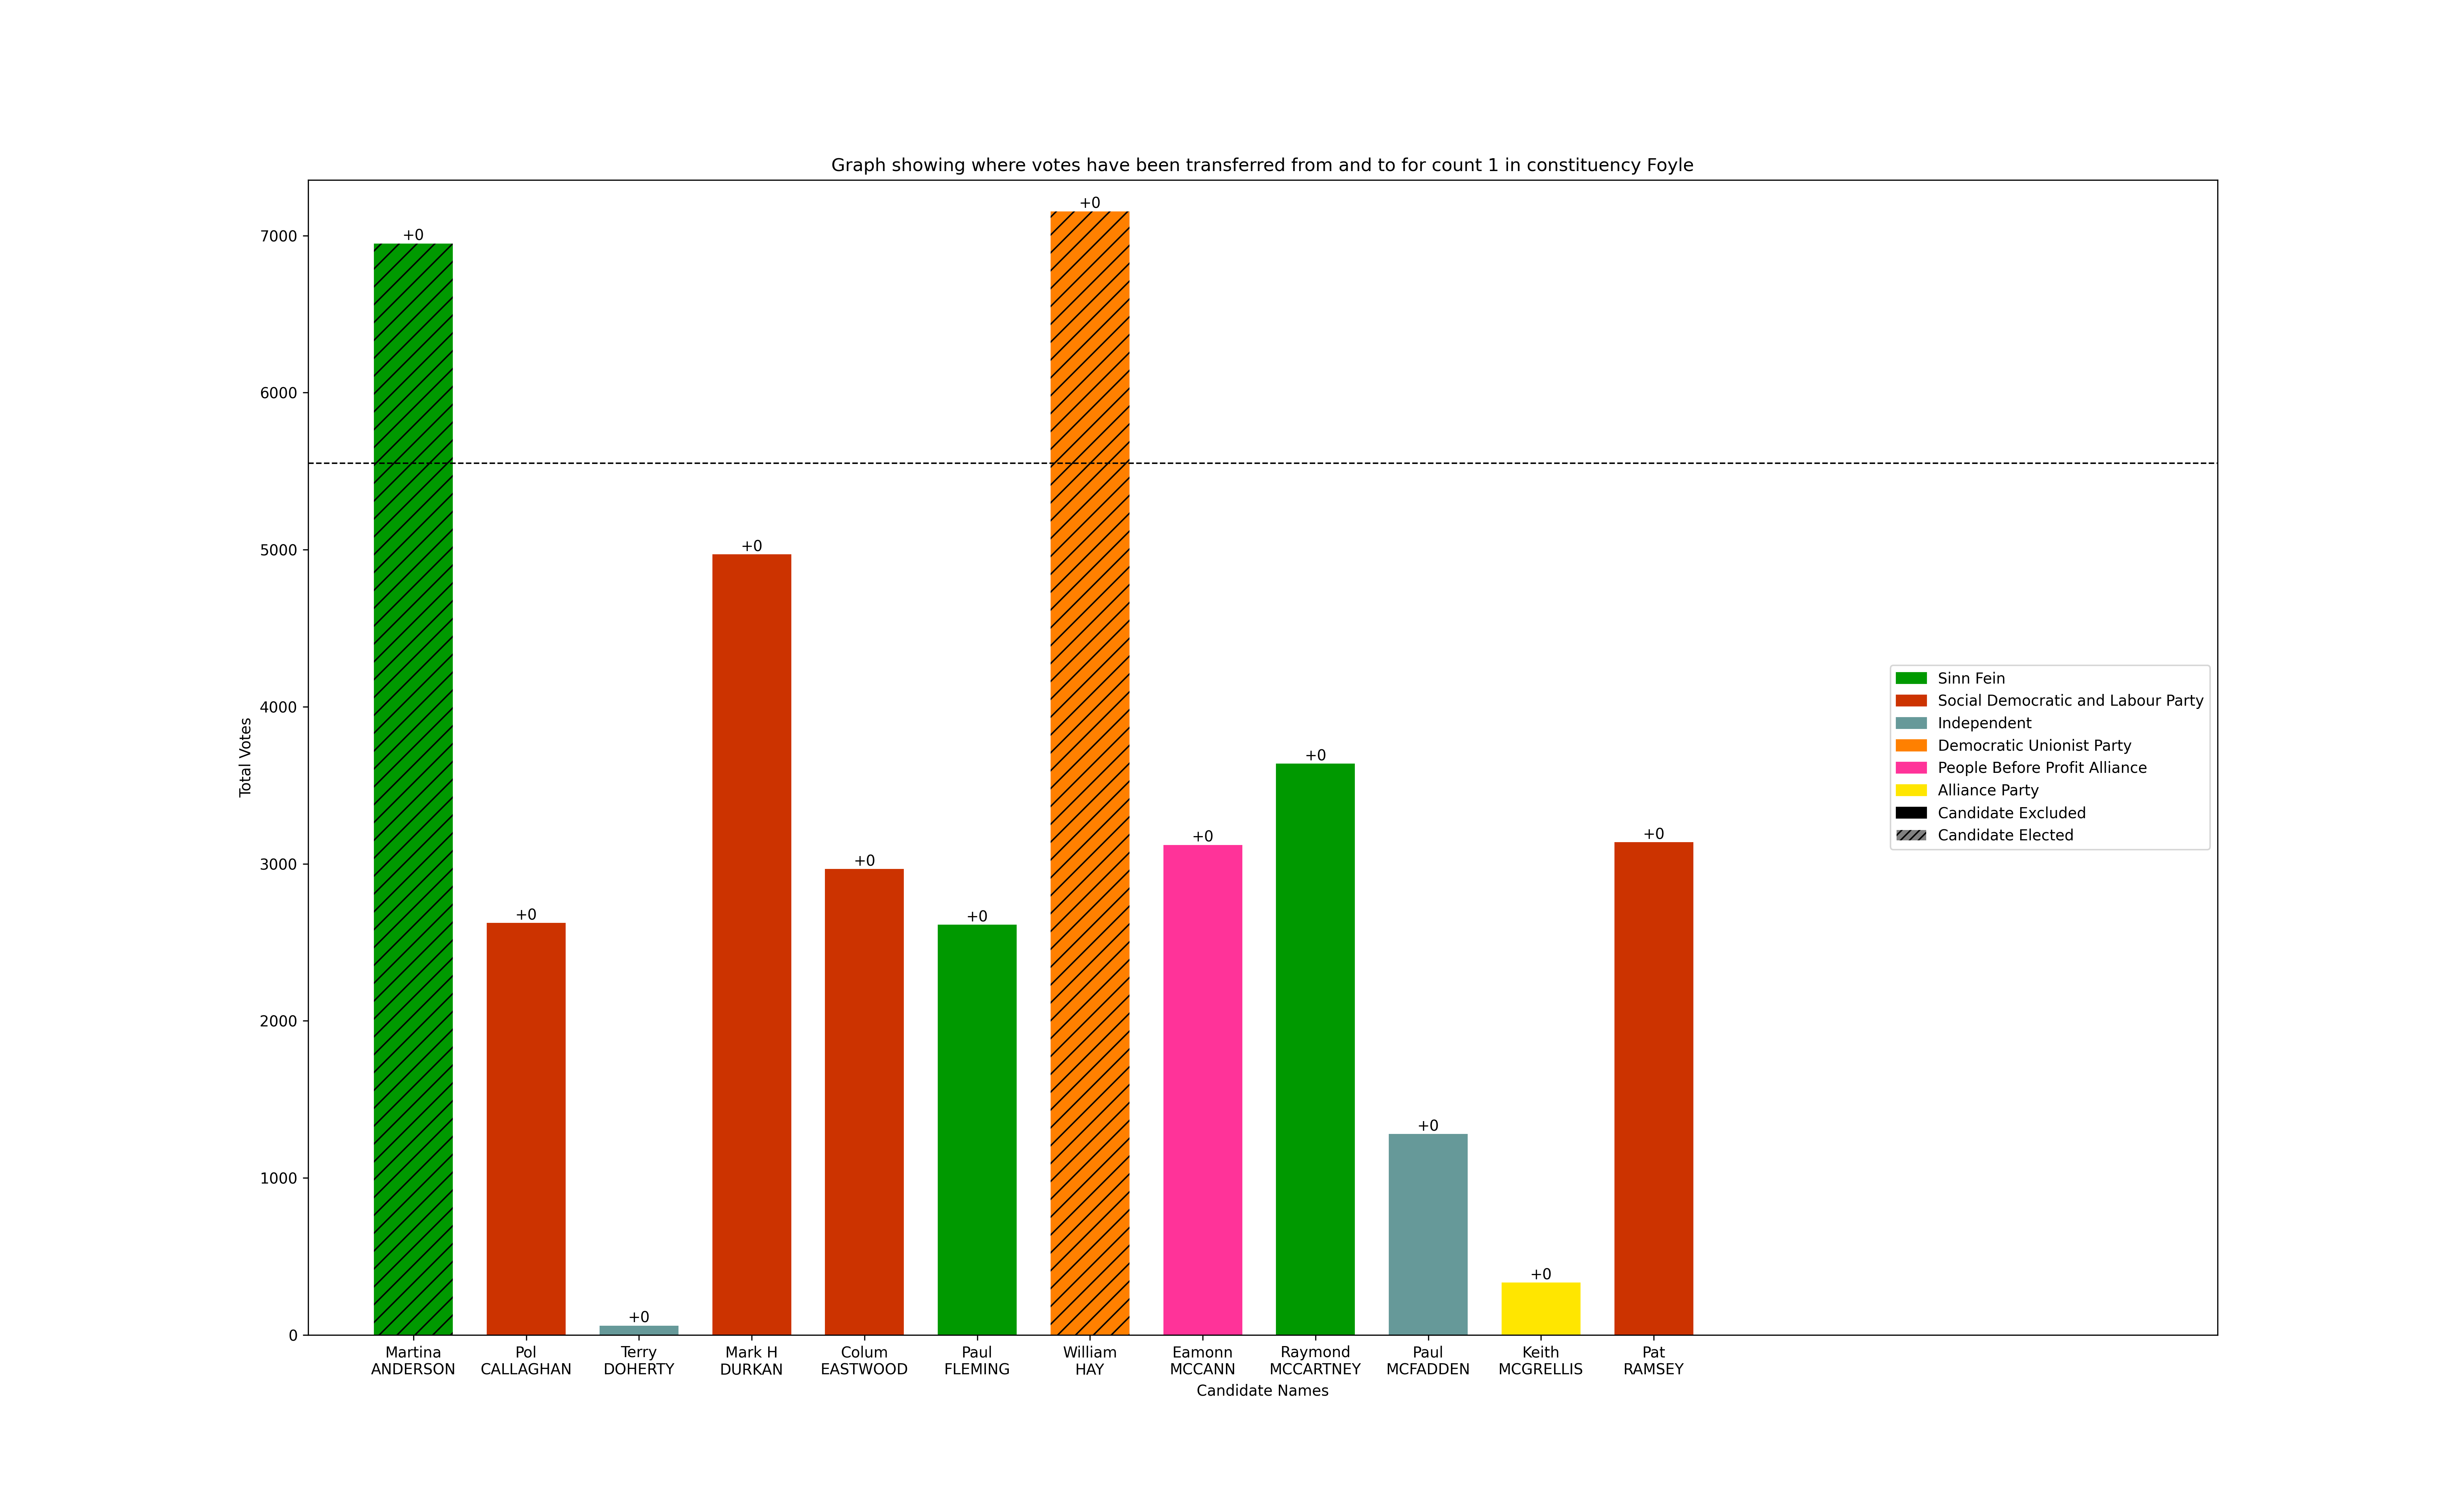 Graph showing where votes have been transferred from and to for count 1 in constituency Foyle
Total Votes
7000
6000
5000
4000
3000
2000
1000
0
+0
+0
+0
+0
+0
+0
+0
+0
+0
+0
+0
+0
Sinn Fein
Social Democratic and Labour Party
Independent
Democratic Unionist Party
People Before Profit Alliance
Alliance Party
Candidate Excluded
Candidate Elected
Martina
ANDERSON
Pol
CALLAGHAN
Terry
DOHERTY
Mark H
DURKAN
Colum
EASTWOOD
Paul
FLEMING
William
HAY
Eamonn
MCCANN
Raymond
MCCARTNEY
Paul
MCFADDEN
Keith
MCGRELLIS
Pat
RAMSEY
Candidate Names